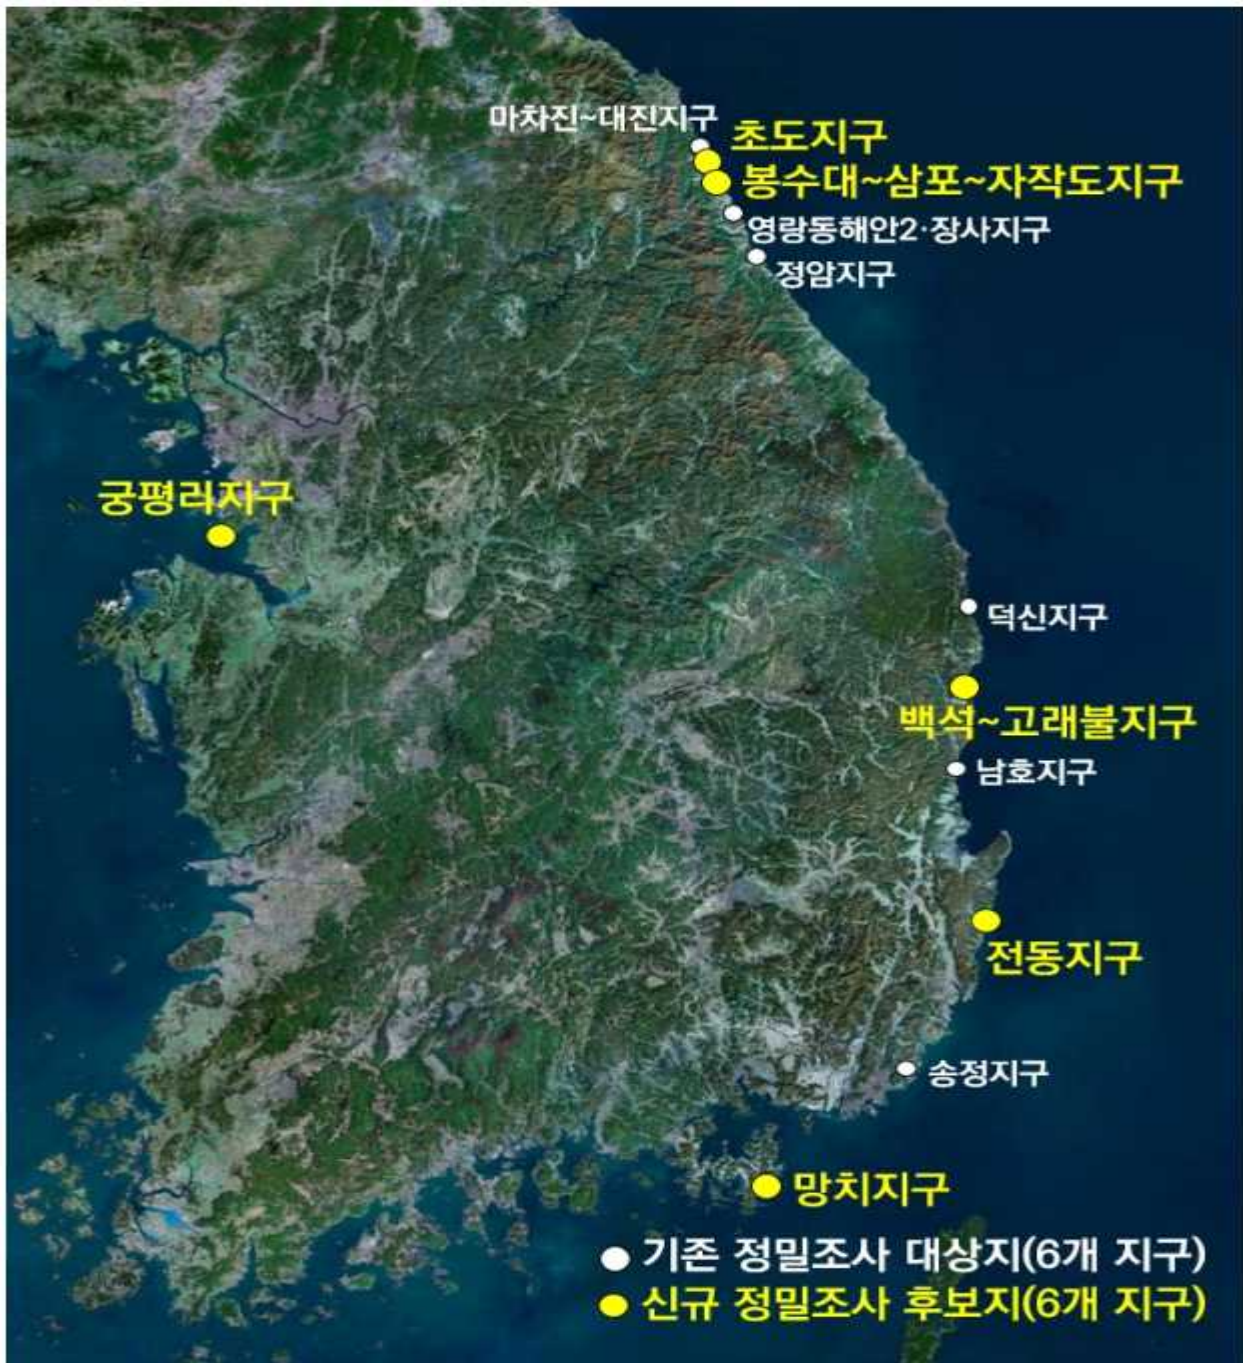 마차진~대진지구
초도지구
봉수대~삼포~자작도지구
영랑동해안2·장사지구
정암지구
궁평리지구
덕신지구
백석~고래불지구
남호지구
전동지구
송정지구
망치지구
기존 정밀조사 대상지(6개 지구)
신규 정밀조사 후보지(6개 지구)